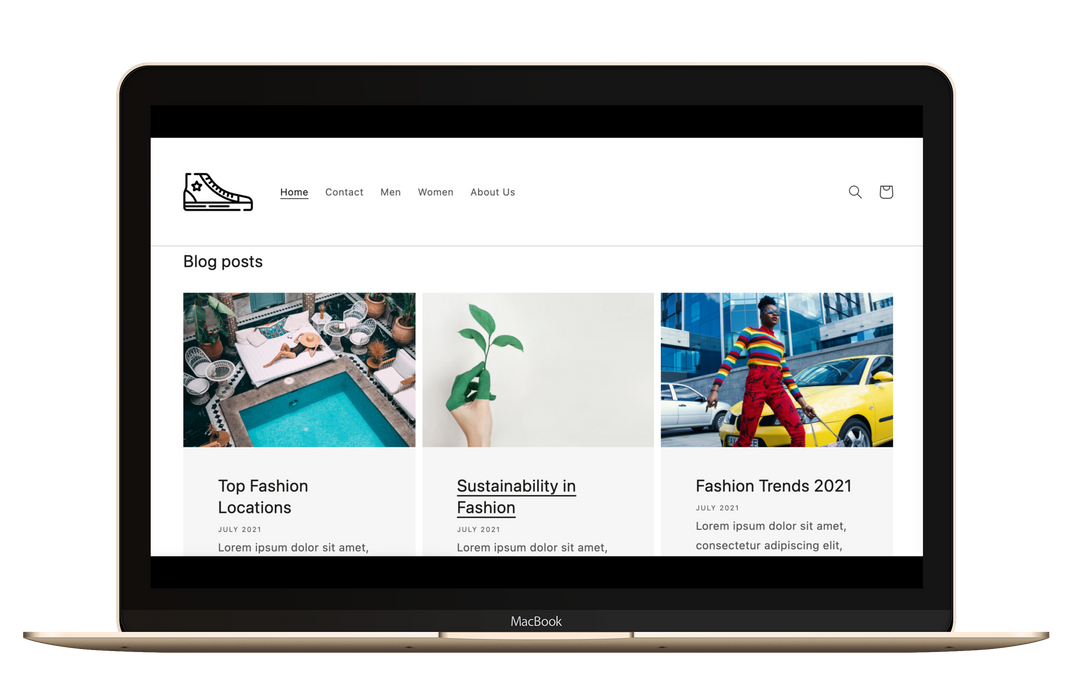 Home Contact Men Women About Us
Blog posts
Top Fashion
Locations
JULY 2021
Lorem ipsum dolor sit amet,
Sustainability in
Fashion
JULY 2021
Lorem ipsum dolor sit amet,
Fashion Trends 2021
JULY 2021
Lorem ipsum dolor sit amet,
consectetur adipiscing elit,
MacBook